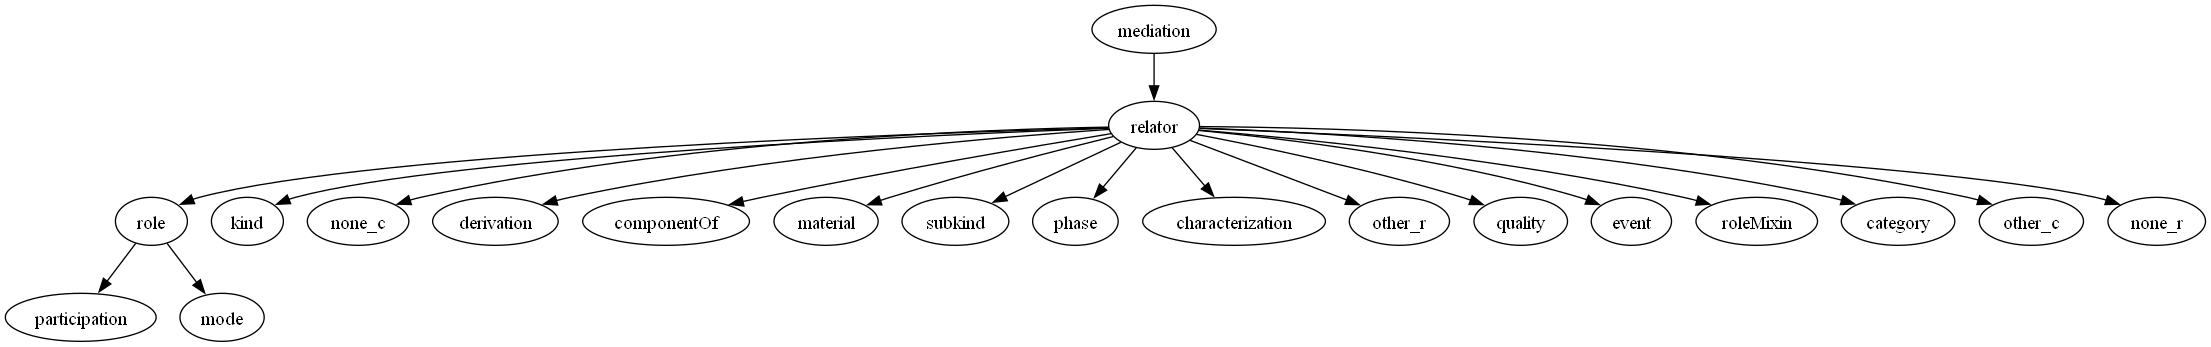 mediation
relator
role
kind
none_c
derivation
componentOf
material
subkind
phase
characterization
other_r
quality
event
roleMixin
category
other_c
none_r
participation
mode